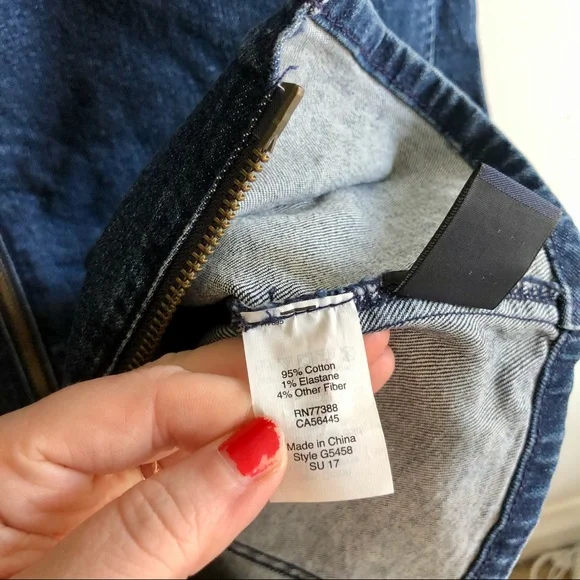 95% Cotton
1% Elastane
4% Other Fiber
RN77388
CA56445
Made in China
Style G5458
SU 17